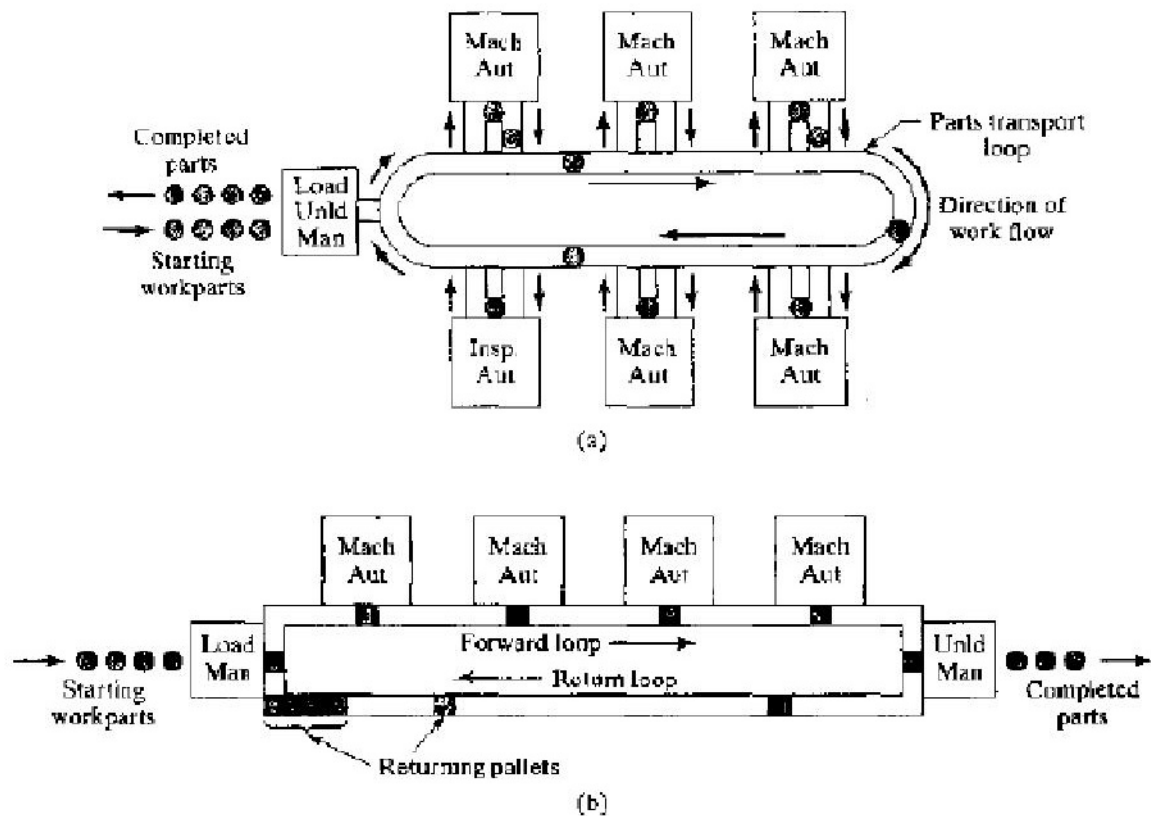 Mach
Aut
Mach
Aut
Mach
Aut
Completed
parts
Load
Unld
Man
Starting
workparts
Parts transport
loop
Direction of
work flow
Insp.
Aut
Mach
Aut
Mach
Aut
(a)
Mach
Aut
Mach
Aut
Mach
Aut
Mach
Aut
Load
Man
Forward loop
Return loop
Unld
Man
Starting
workparts
Completed
parts
Returning pallets
(b)